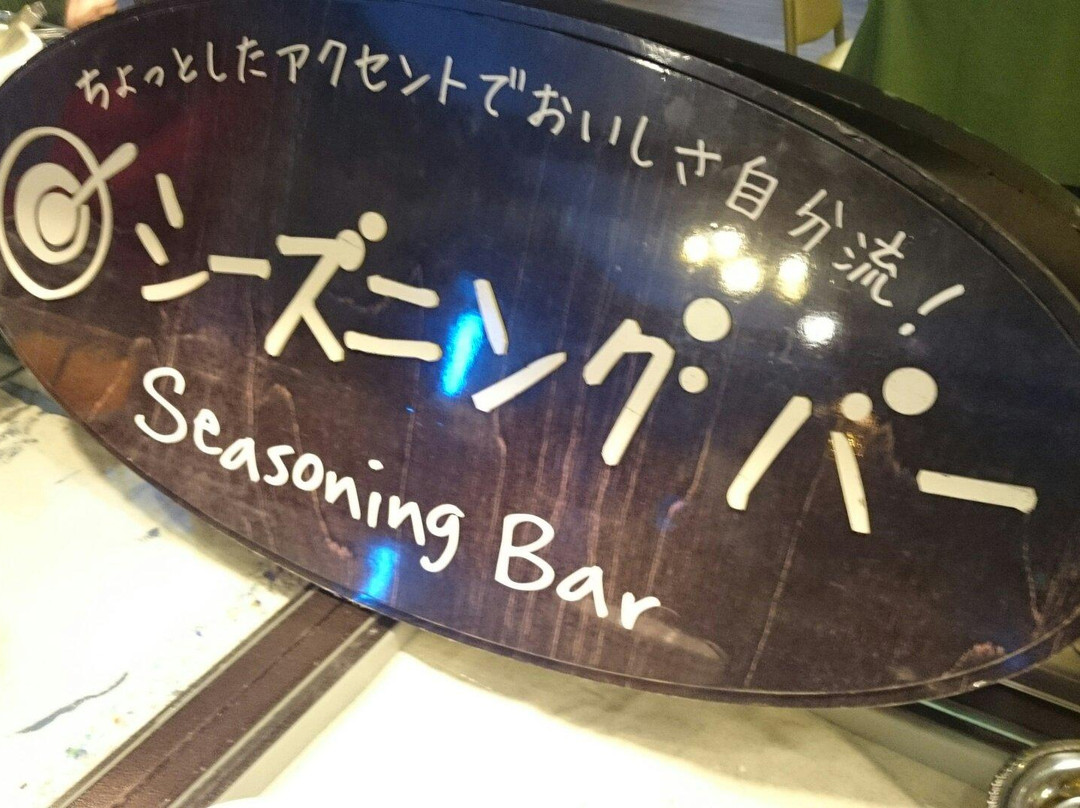 ちょっとしたアクセントでおいしさ自分流!
シーズニングバー
Seasoning Bar